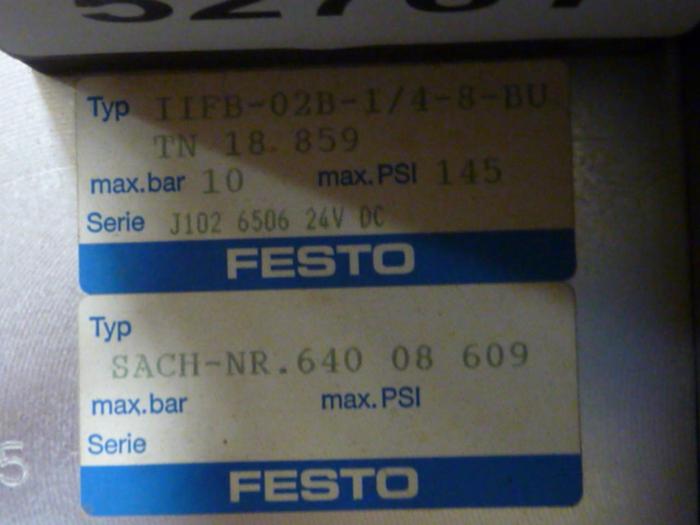 Typ IIFB-02B-1/4-8-BU
TN 18 859
max.bar 10 max.PSI 145
Serie J102 6506 24V DC
FESTO
Typ
SACH-NR.640 08 609
max.bar max.PSI
Serie
5
FESTO